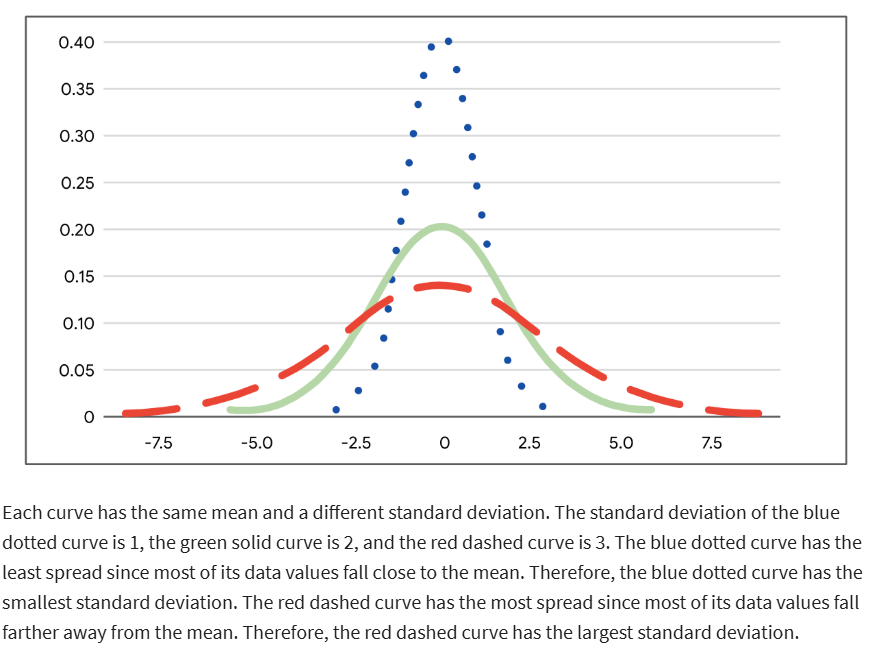 0.40
0.35
0.30
0.25
0.20
0.15
0.10
0.05
0
-7.5 -5.0 -2.5 0 2.5 5.0 7.5
Each curve has the same mean and a different standard deviation. The standard deviation of the blue
dotted curve is 1, the green solid curve is 2, and the red dashed curve is 3. The blue dotted curve has the
least spread since most of its data values fall close to the mean. Therefore, the blue dotted curve has the
smallest standard deviation. The red dashed curve has the most spread since most of its data values fall
farther away from the mean. Therefore, the red dashed curve has the largest standard deviation.